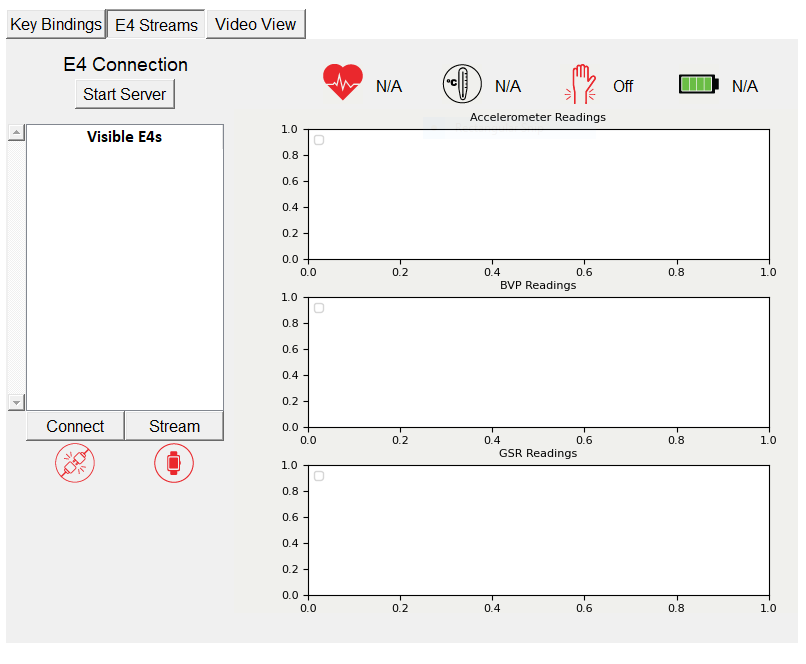 Key Bindings E4 Streams Video View
E4 Connection
Start Server
Visible E4s
Connect Stream
°C
N/A N/A Off N/A
Accelerometer Readings
1.0
0.8
0.6
0.4
0.2
0.0
0.0 0.2 0.4 0.6 0.8 1.0
BVP Readings
1.0
0.8
0.6
0.4
0.2
0.0
0.0 0.2 0.4 0.6 0.8 1.0
GSR Readings
1.0
0.8
0.6
0.4
0.2
0.0
0.0 0.2 0.4 0.6 0.8 1.0